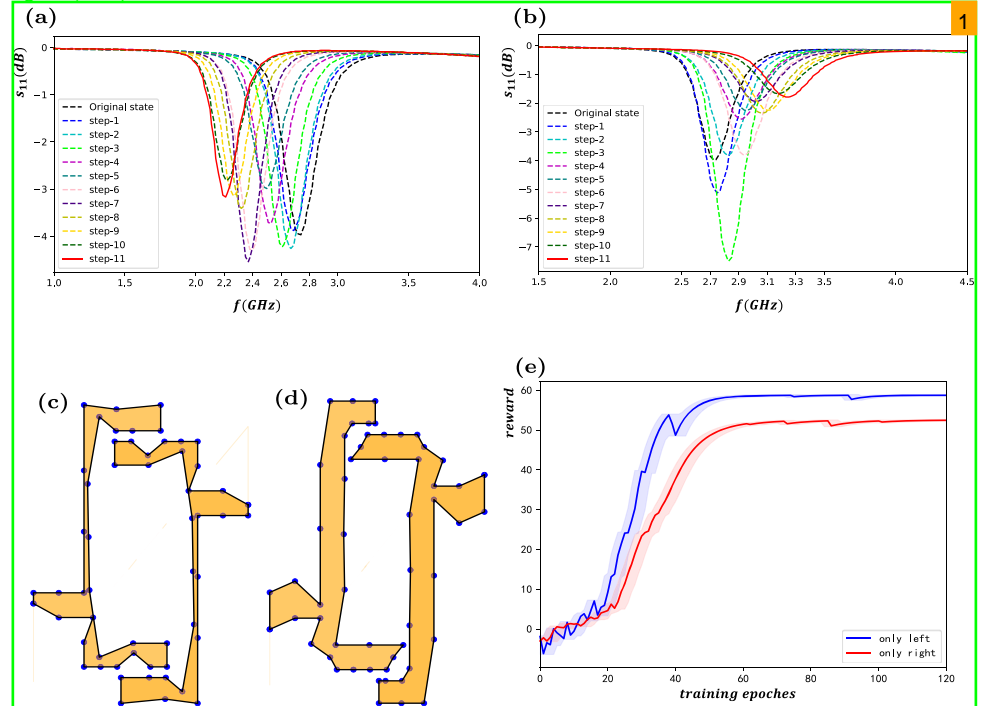 (a)
(b)
1
s11(dB)
0
−1
−2
−3
−4
Original state
step-1
step-2
step-3
step-4
step-5
step-6
step-7
step-8
step-9
step-10
step-11
1.0 1.5 2.0 2.2 2.4 2.6 2.8 3.0 3.5 4.0
f(GHz)
s11(dB)
0
−1
−2
−3
−4
−5
−6
−7
Original state
step-1
step-2
step-3
step-4
step-5
step-6
step-7
step-8
step-9
step-10
step-11
1.5 2.0 2.5 2.7 2.9 3.1 3.3 3.5 4.0 4.5
f(GHz)
(c)
(d)
(e)
reward
60
50
40
30
20
10
0
only left
only right
0 20 40 60 80 100 120
training epoches